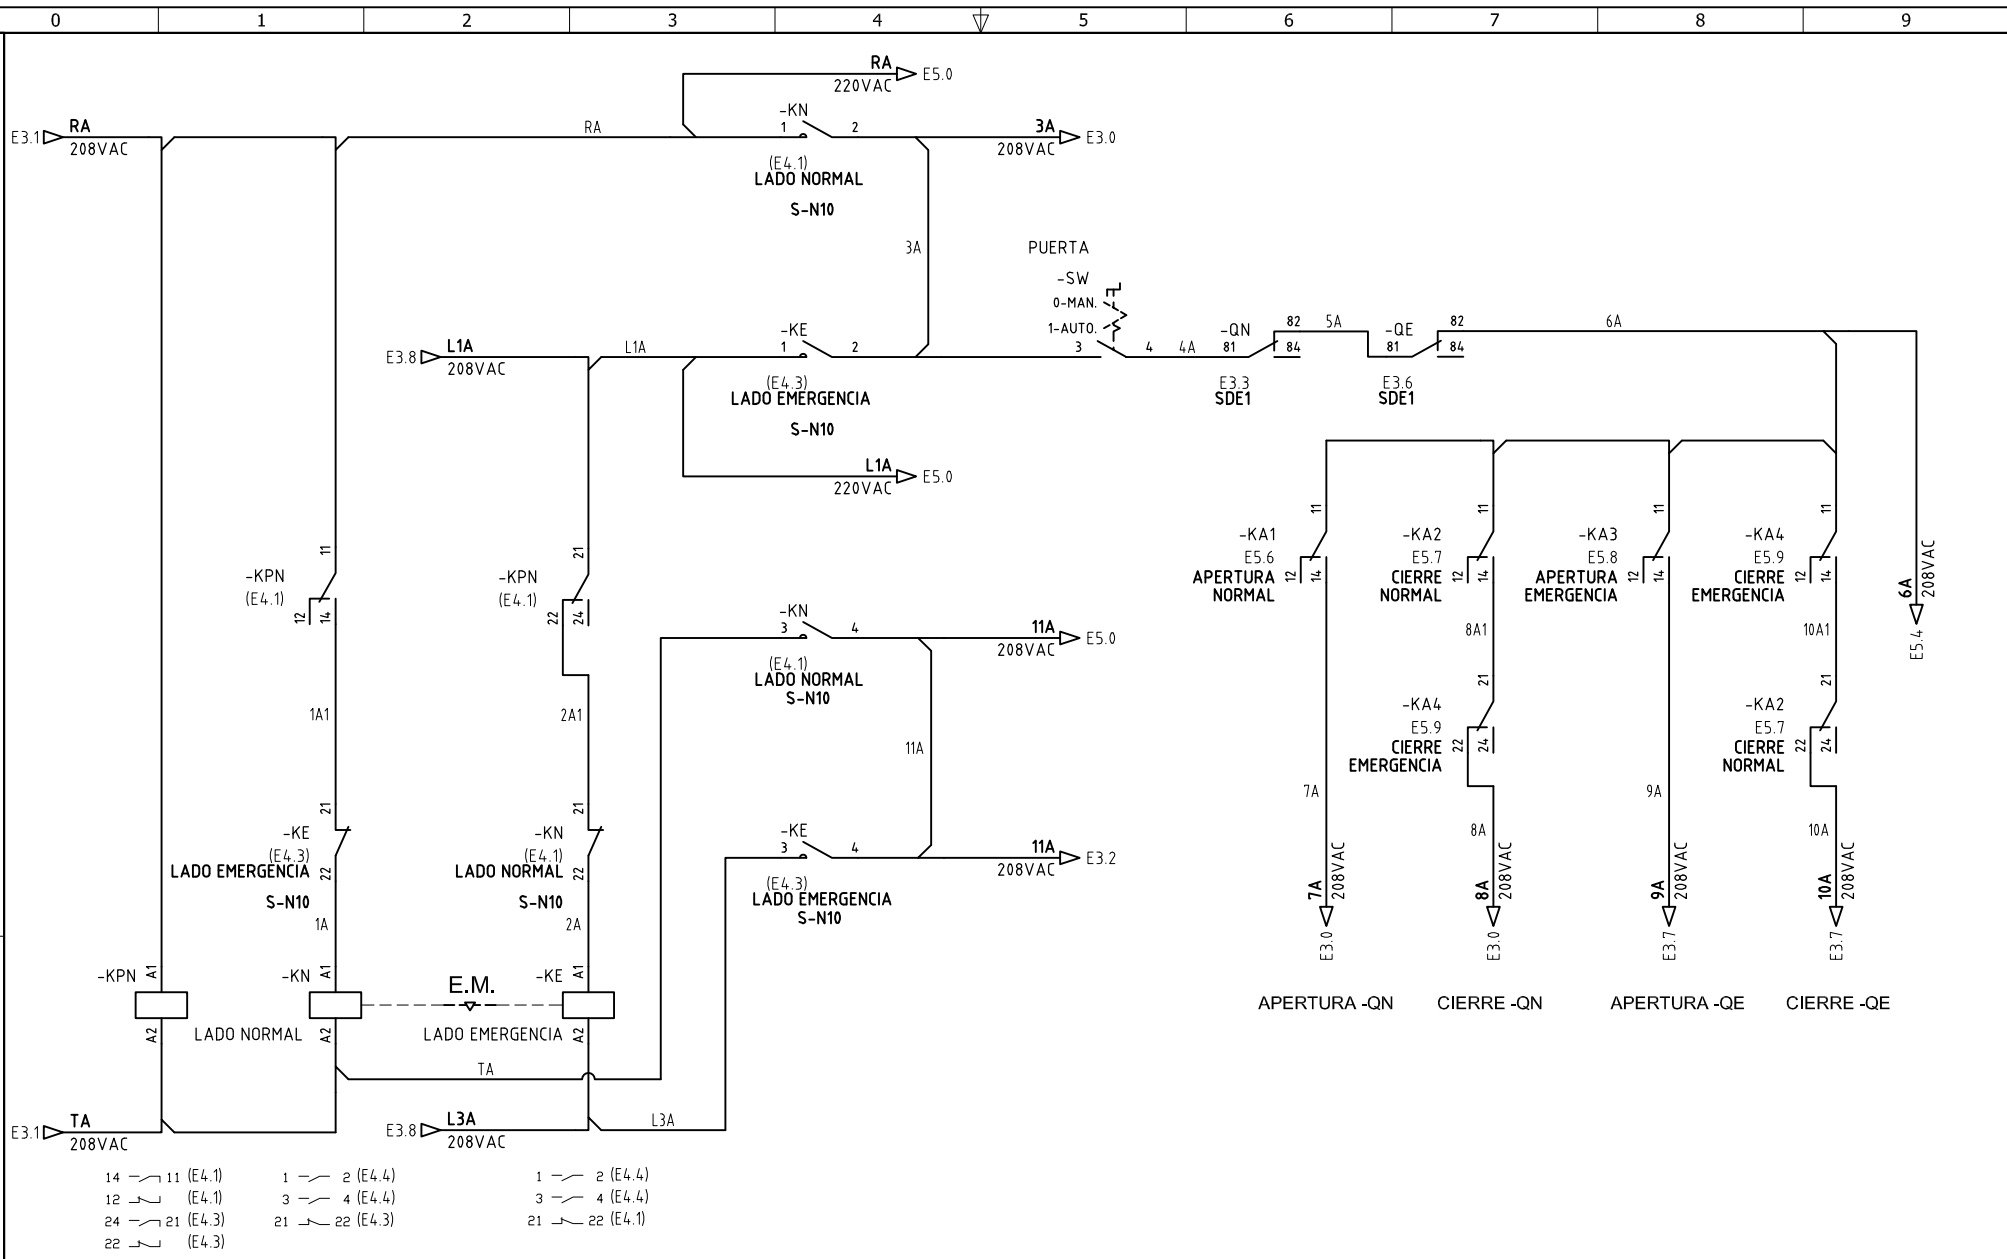 0 1 2 3 4 5 6 7 8 9
RA
220VAC
E5.0
-KN
E3.1
RA
208VAC
RA
1 2
3A
208VAC
E3.0
(E4.1)
LADO NORMAL
S-N10
3A
PUERTA
-SW
0-MAN.
1-AUTO.
3 4
4A
-KE
1 2
E3.8
L1A
208VAC
L1A
(E4.3)
LADO EMERGENCIA
S-N10
-QN
81
82
84
5A
E3.3
SDE1
-QE
81
82
84
6A
E3.6
SDE1
L1A
220VAC
E5.0
11
-KPN
(E4.1)
12
14
21
-KPN
(E4.1)
22
24
11
-KA1
E5.6
APERTURA
NORMAL
12
14
11
-KA2
E5.7
CIERRE
NORMAL
12
14
11
-KA3
E5.8
APERTURA
EMERGENCIA
12
14
11
-KA4
E5.9
CIERRE
EMERGENCIA
12
14
6A
208VAC
E5.4
-KN
3 4
11A
208VAC
E5.0
(E4.1)
LADO NORMAL
S-N10
8A1
10A1
1A1
2A1
11A
21
-KA4
E5.9
CIERRE
EMERGENCIA
22
24
21
-KA2
E5.7
CIERRE
NORMAL
22
24
7A
9A
8A
10A
21
-KE
(E4.3)
LADO EMERGENCIA
22
S-N10
1A
21
-KN
(E4.1)
LADO NORMAL
22
S-N10
2A
-KE
3 4
11A
208VAC
E3.2
(E4.3)
LADO EMERGENCIA
S-N10
7A
208VAC
E3.0
8A
208VAC
E3.0
9A
208VAC
E3.7
10A
208VAC
E3.7
-KPN
A1
A2
-KN
A1
A2
LADO NORMAL
E.M.
-KE
A1
A2
LADO EMERGENCIA
APERTURA -QN
CIERRE -QN
APERTURA -QE
CIERRE -QE
TA
E3.1
TA
208VAC
E3.8
L3A
208VAC
L3A
14 11 (E4.1)
12 (E4.1)
24 21 (E4.3)
22 (E4.3)
1 2 (E4.4)
3 4 (E4.4)
21 22 (E4.3)
1 2 (E4.4)
3 4 (E4.4)
21 22 (E4.1)